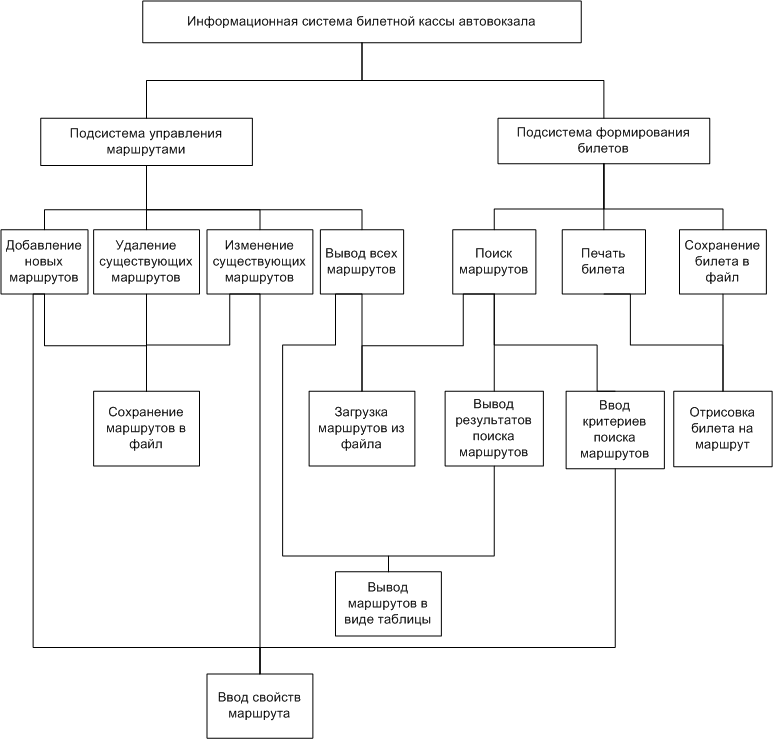 Информационная система билетной кассы автовокзала
Подсистема управления
маршрутами
Подсистема формирования
билетов
Добавление
новых
маршрутов
Удаление
существующих
маршрутов
Изменение
существующих
маршрутов
Вывод всех
маршрутов
Поиск
маршрутов
Печать
билета
Сохранение
билета в
файл
Сохранение
маршрутов в
файл
Загрузка
маршрутов из
файла
Вывод
результатов
поиска
маршрутов
Ввод
критериев
поиска
маршрутов
Отрисовка
билета на
маршрут
Вывод
маршрутов в
виде таблицы
Ввод свойств
маршрута